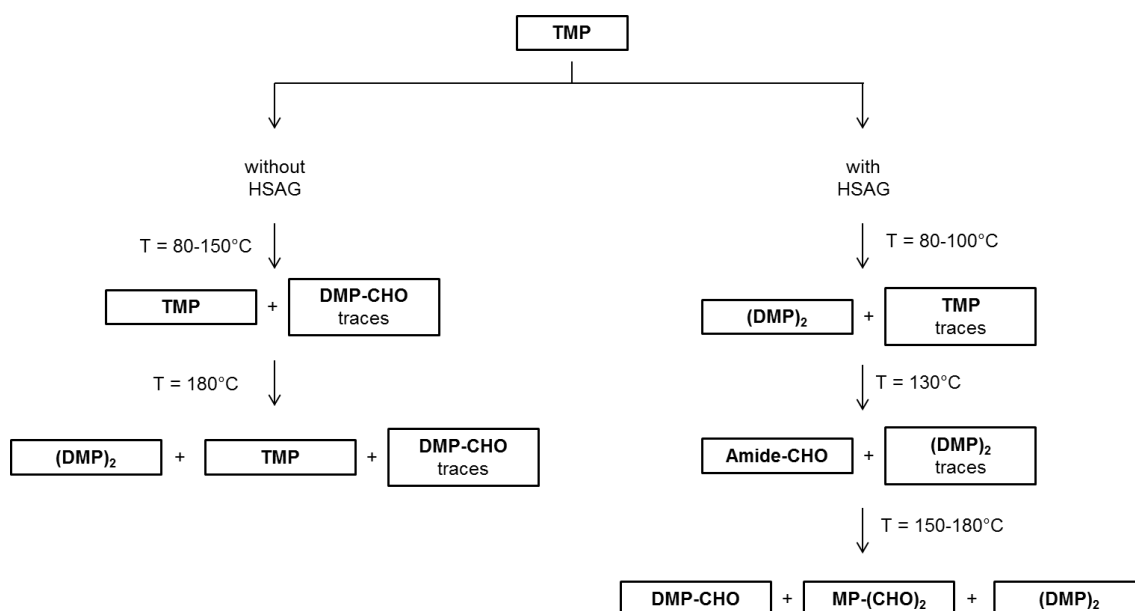 TMP
without
HSAG
with
HSAG
T = 80-150°C
T = 80-100°C
TMP + DMP-CHO
traces
(DMP)₂ + TMP
traces
T = 180°C
T = 130°C
(DMP)₂ + TMP + DMP-CHO
traces
Amide-CHO + (DMP)₂
traces
T = 150-180°C
DMP-CHO + MP-(CHO)₂ + (DMP)₂